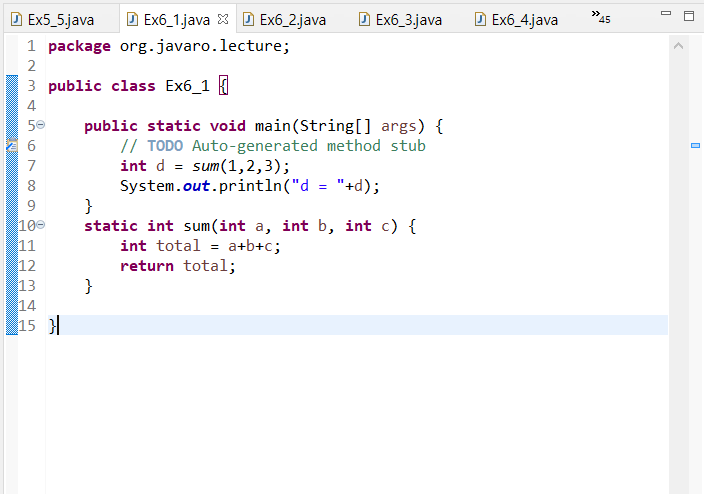 Ex5_5.java Ex6_1.java Ex6_2.java Ex6_3.java Ex6_4.java »45
1 package org.javaro.lecture;
2
3 public class Ex6_1 {
4
5 public static void main(String[] args) {
6 // TODO Auto-generated method stub
7 int d = sum(1,2,3);
8 System.out.println("d = "+d);
9 }
10 static int sum(int a, int b, int c) {
11 int total = a+b+c;
12 return total;
13 }
14
15 }